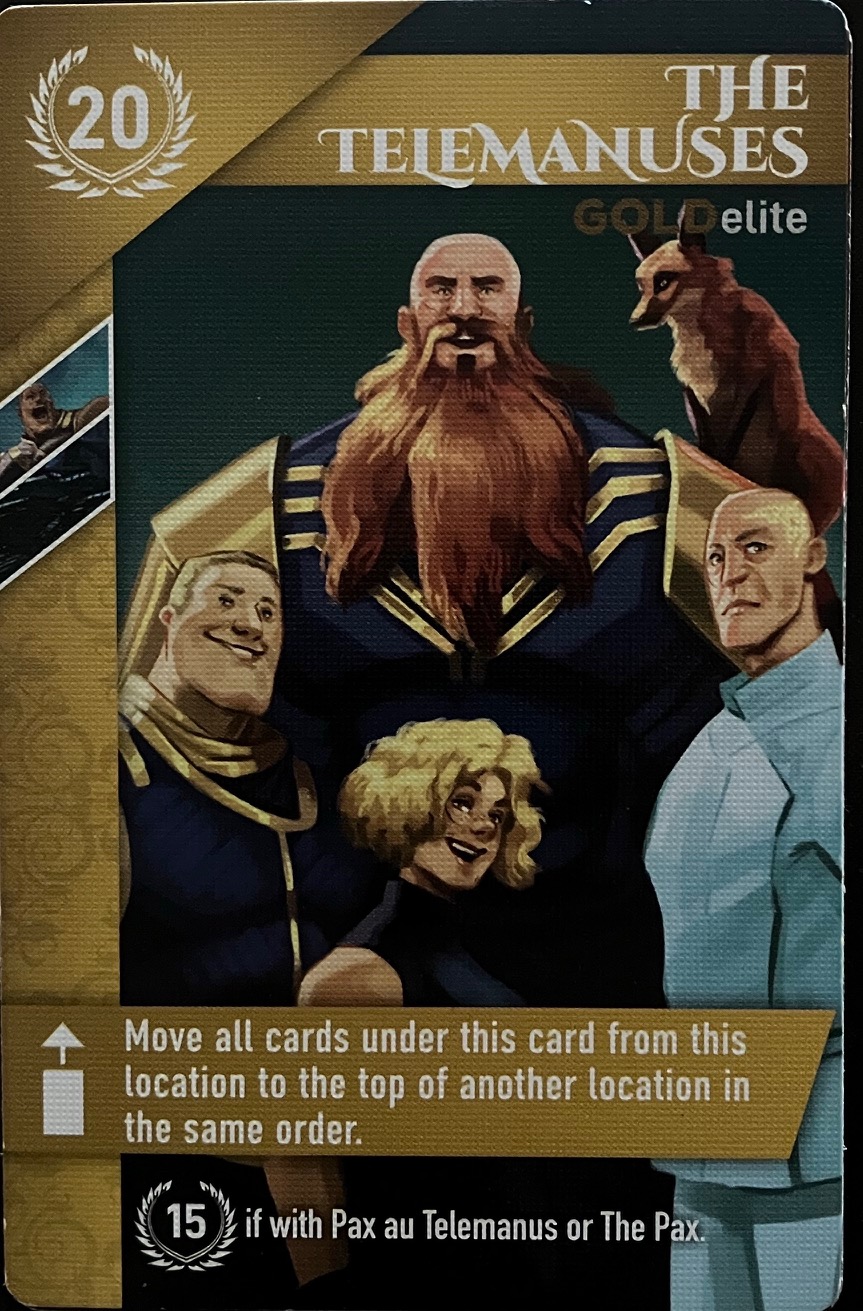 20
THE
TELEMANUSES
GOLDelite
Move all cards under this card from this
location to the top of another location in
the same order.
15 if with Pax au Telemanus or The Pax.